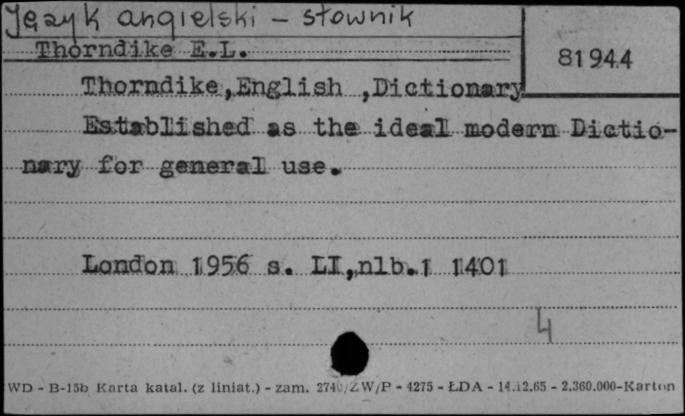 Język angielski - słownik
Thorndike E.L.
81944
Thorndike,English ,Dictionary
Established as the ideal modern Dictio-
nary for general use.
London 1956 s. LI,nlb.1 1401
4
WD - B-15b Karta katal. (z liniat.) - zam. ZW/P - 4275 - ŁDA - 14.12.65 - 2.360.000-Karton